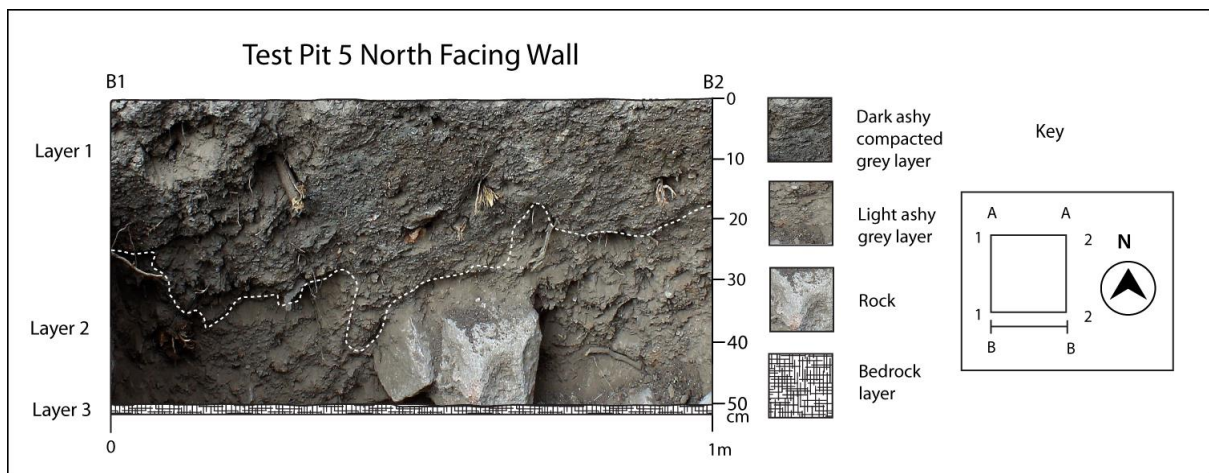 Test Pit 5 North Facing Wall
B1
B2
Layer 1
Layer 2
Layer 3
0
10
20
30
40
50
cm
0
1m
Dark ashy
compacted
grey layer
Light ashy
grey layer
Rock
Bedrock
layer
Key
A A
1 2
N
1 2
B B